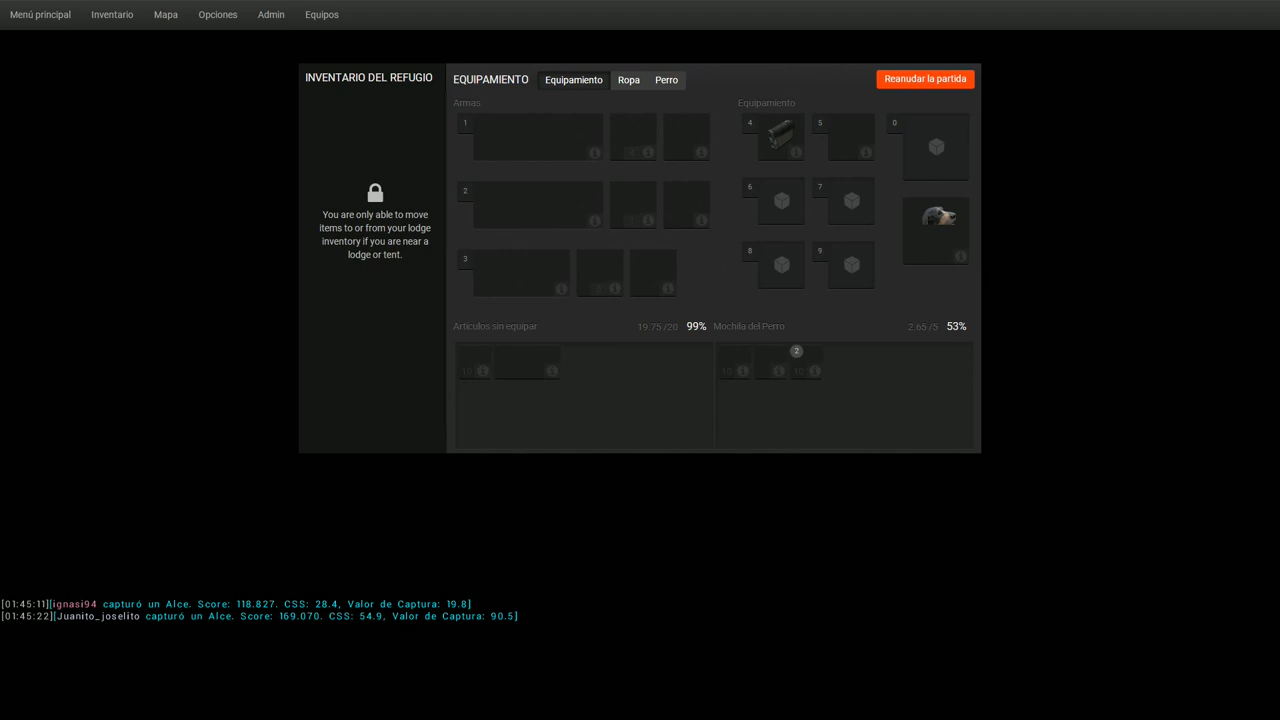 Menú principal Inventario Mapa Opciones Admin Equipos
INVENTARIO DEL REFUGIO
You are only able to move
items to or from your lodge
inventory if you are near a
lodge or tent.
EQUIPAMIENTO Equipamiento Ropa Perro Reanudar la partida
Armas Equipamiento
1 4 5 0
2 6 7
3 8 9
Artículos sin equipar 19.75 /20 99% Mochila del Perro 2.65 /5 53%
2
10 10 10
[01:45:11][ignasi94 capturó un Alce. Score: 118.827. CSS: 28.4, Valor de Captura: 19.8]
[01:45:22][Juanito_joselito capturó un Alce. Score: 169.070. CSS: 54.9, Valor de Captura: 90.5]